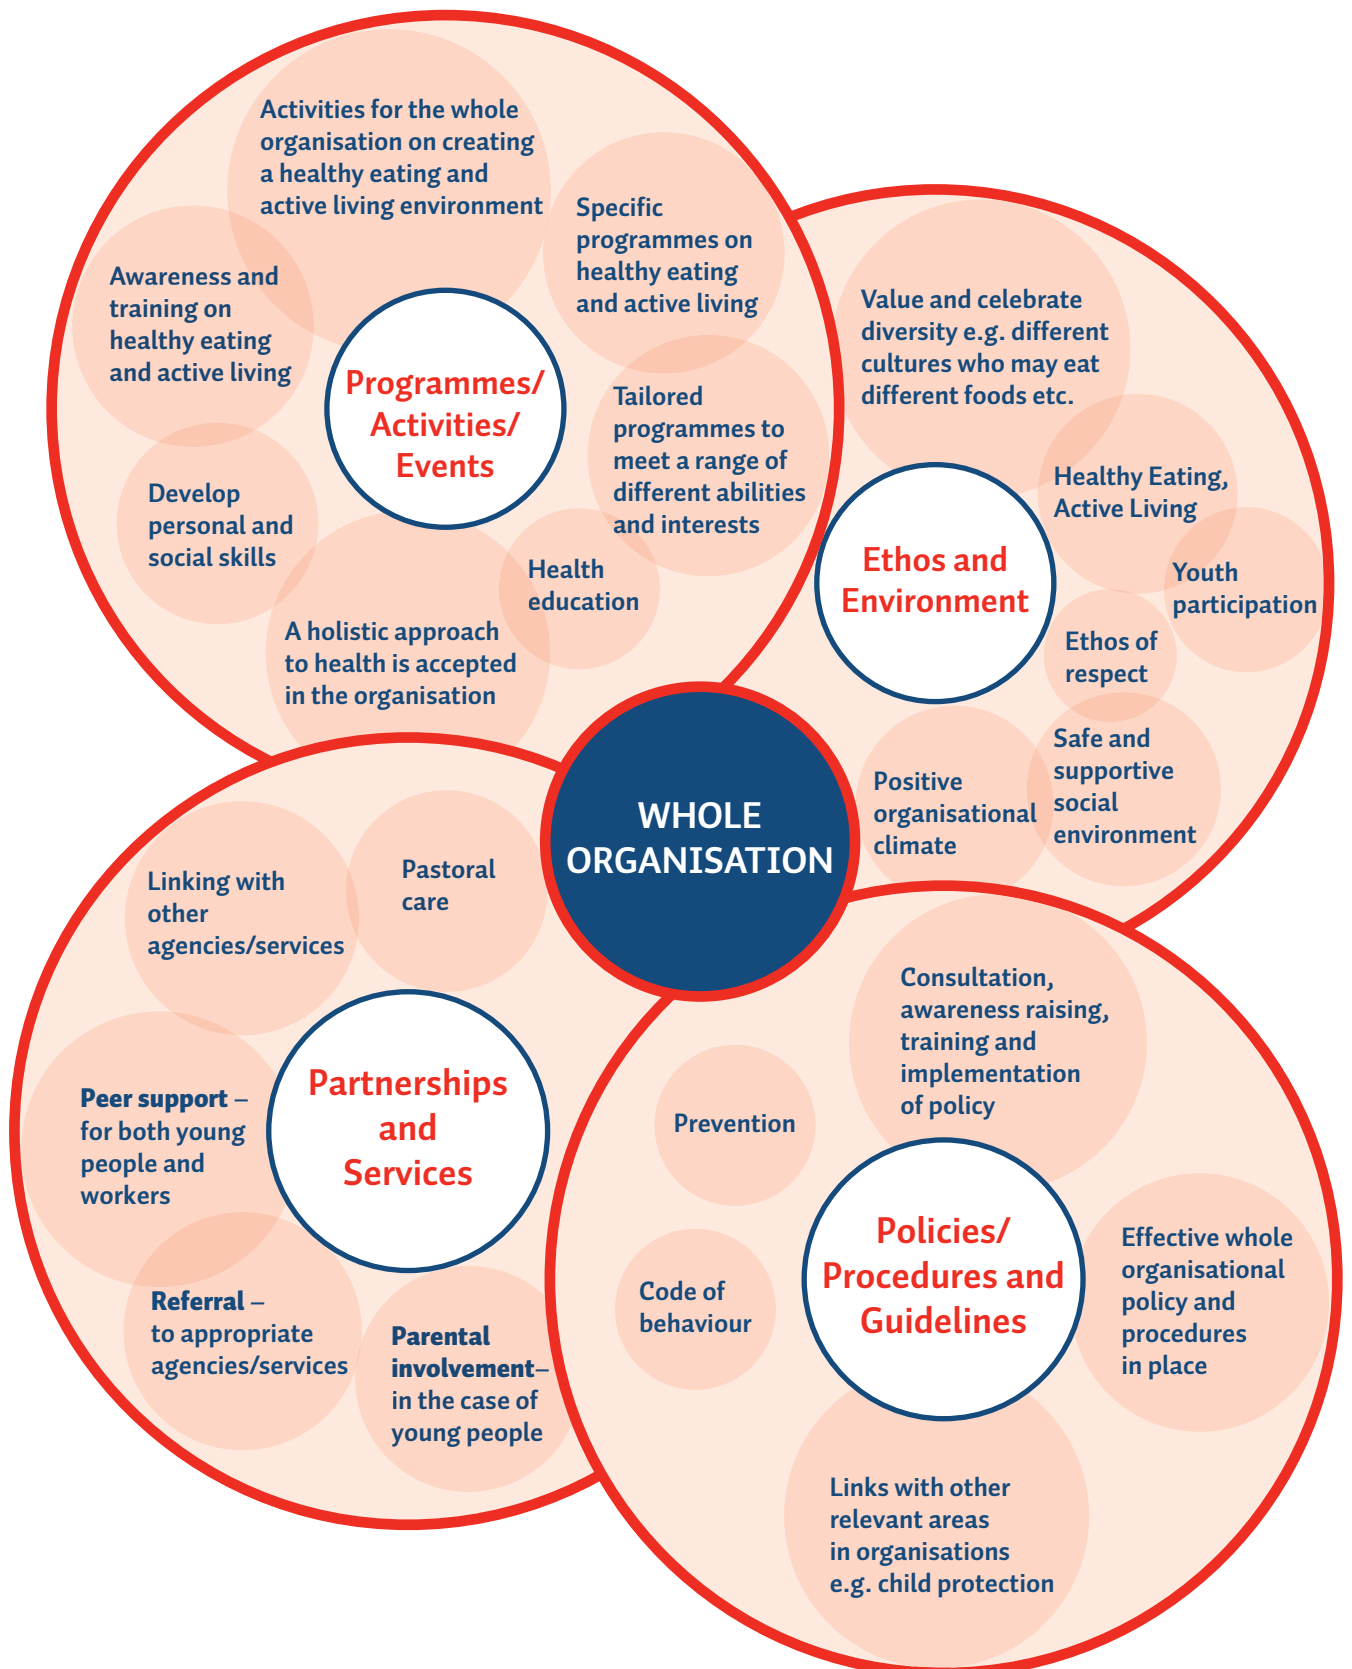 Activities for the whole
organisation on creating
a healthy eating and
active living environment
Specific
programmes on
healthy eating
and active living
Awareness and
training on
healthy eating
and active living
Programmes/
Activities/
Events
Tailored
programmes to
meet a range of
different abilities
and interests
Develop
personal and
social skills
Health
education
A holistic approach
to health is accepted
in the organisation
Value and celebrate
diversity e.g. different
cultures who may eat
different foods etc.
Healthy Eating,
Active Living
Ethos and
Environment
Youth
participation
Ethos of
respect
Safe and
supportive
social
environment
Positive
organisational
climate
WHOLE
ORGANISATION
Linking with
other
agencies/services
Pastoral
care
Partnerships
and
Services
Peer support –
for both young
people and
workers
Referral –
to appropriate
agencies/services
Parental
involvement–
in the case of
young people
Consultation,
awareness raising,
training and
implementation
of policy
Prevention
Policies/
Procedures and
Guidelines
Code of
behaviour
Effective whole
organisational
policy and
procedures
in place
Links with other
relevant areas
in organisations
e.g. child protection